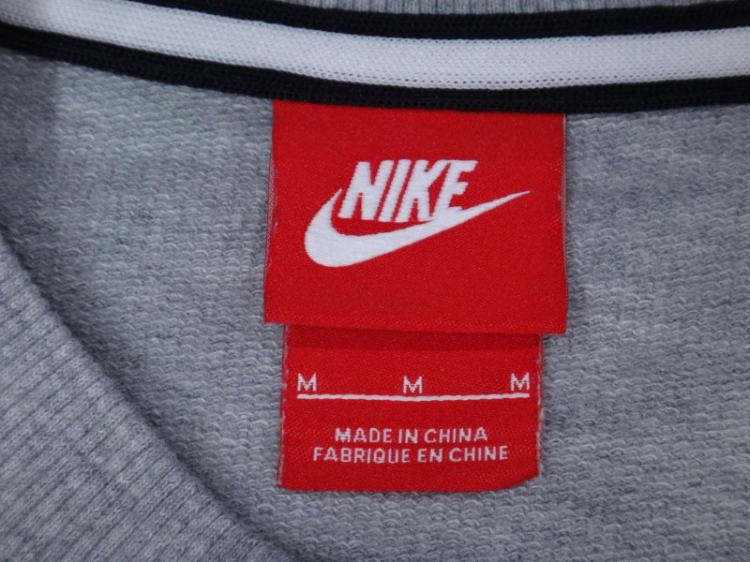 NIKE
M M M
MADE IN CHINA
FABRIQUE EN CHINE